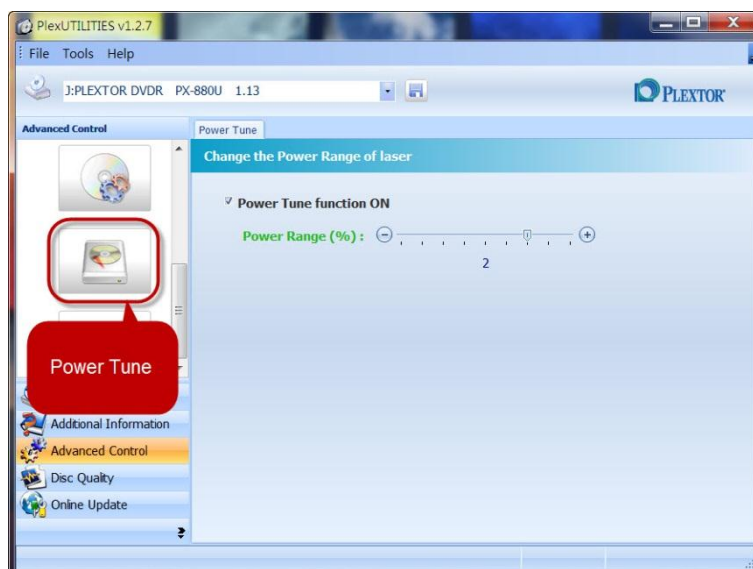 PlexUTILITIES v1.2.7
File Tools Help
J:PLEXTOR DVDR PX-880U 1.13
PLEXTOR
Advanced Control
Power Tune
Change the Power Range of laser
Power Tune function ON
Power Range (%) :
2
Power Tune
Additional Information
Advanced Control
Disc Quality
Online Update